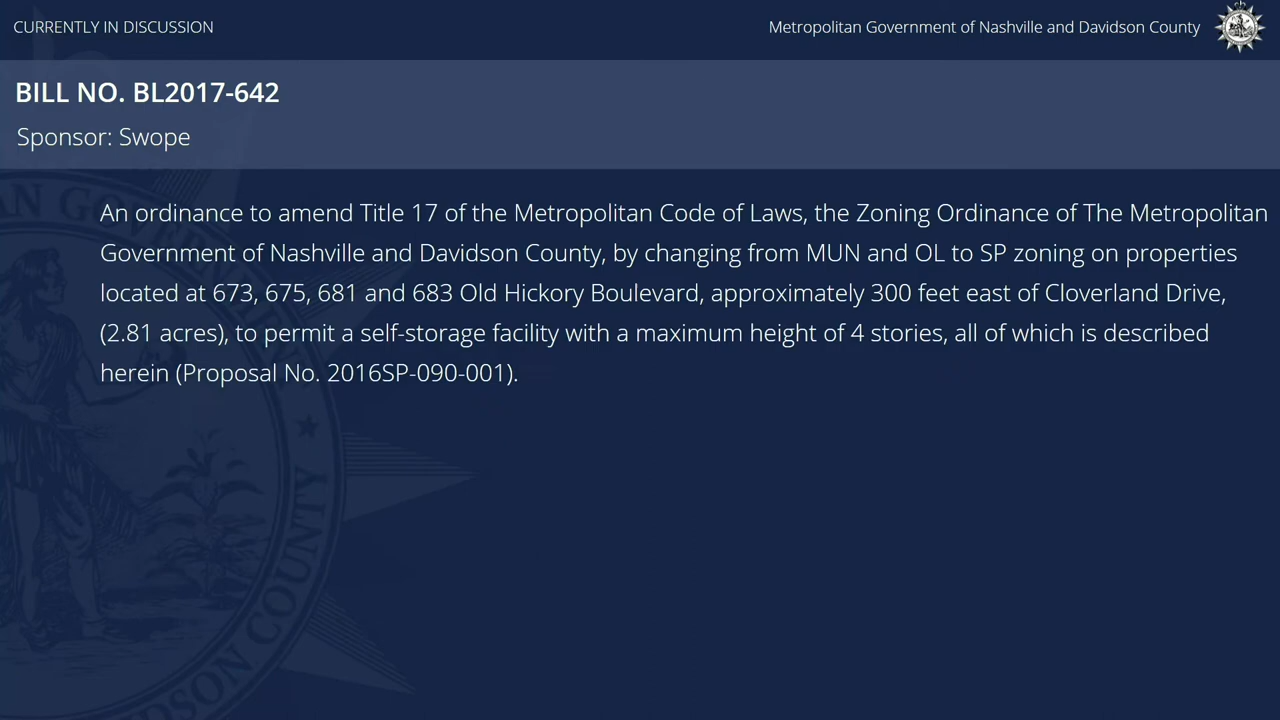 CURRENTLY IN DISCUSSION
Metropolitan Government of Nashville and Davidson County
BILL NO. BL2017-642
Sponsor: Swope
An ordinance to amend Title 17 of the Metropolitan Code of Laws, the Zoning Ordinance of The Metropolitan
Government of Nashville and Davidson County, by changing from MUN and OL to SP zoning on properties
located at 673, 675, 681 and 683 Old Hickory Boulevard, approximately 300 feet east of Cloverland Drive,
(2.81 acres), to permit a self-storage facility with a maximum height of 4 stories, all of which is described
herein (Proposal No. 2016SP-090-001).